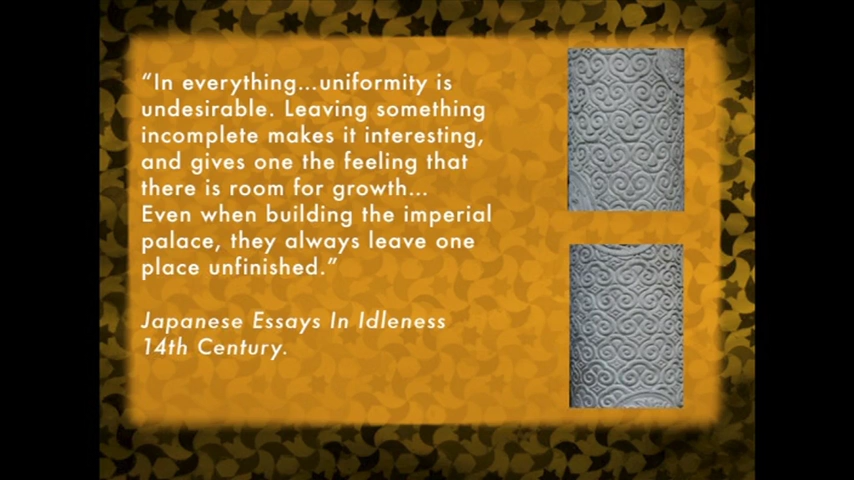 “In everything...uniformity is
undesirable. Leaving something
incomplete makes it interesting,
and gives one the feeling that
there is room for growth...
Even when building the imperial
palace, they always leave one
place unfinished.”
Japanese Essays In Idleness
14th Century.